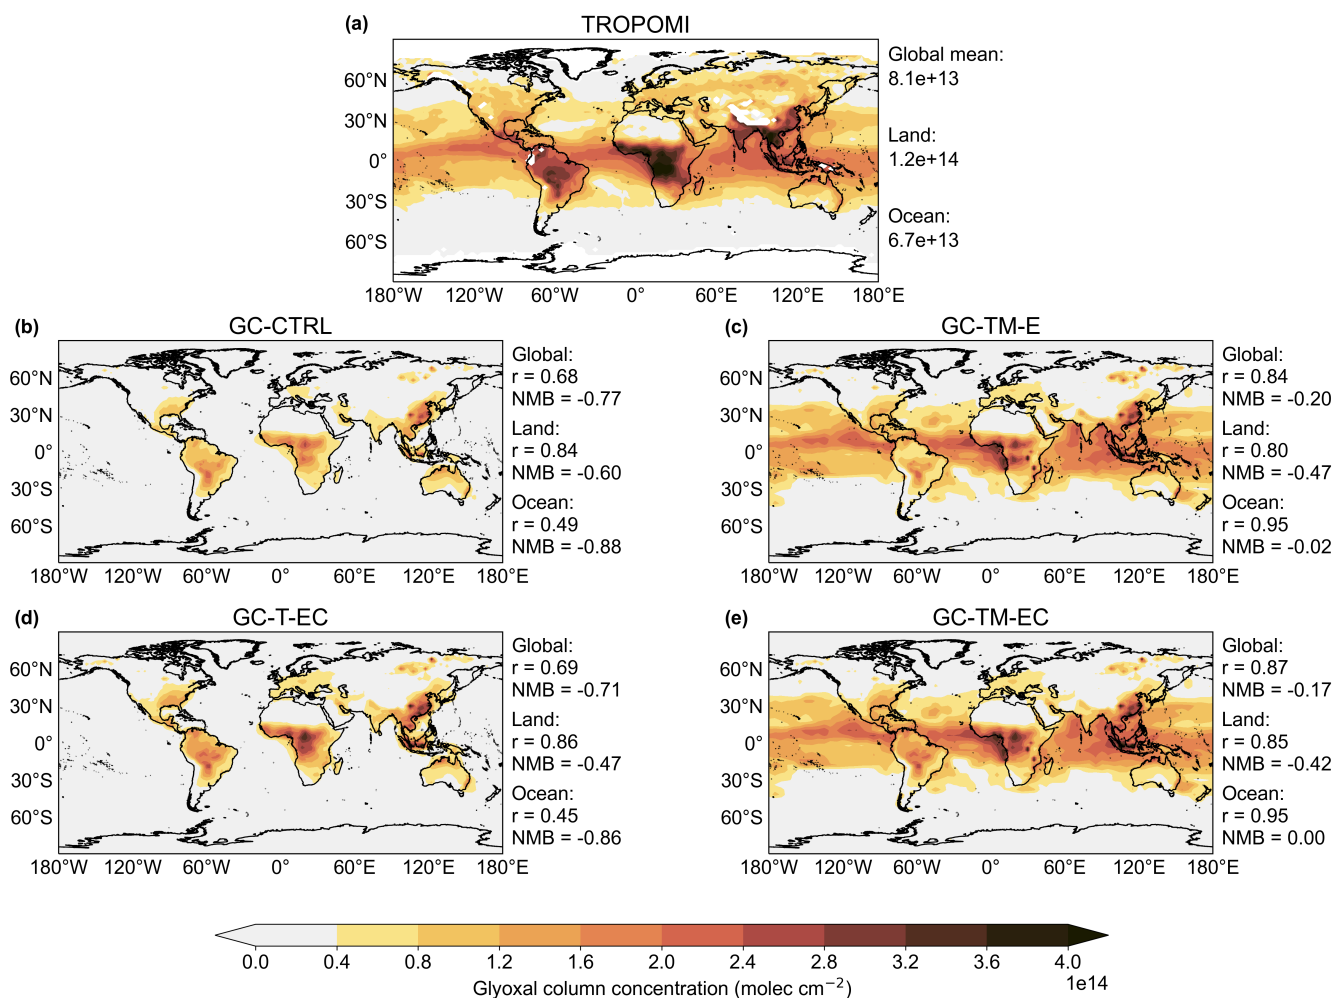 (a)
TROPOMI
60°N
30°N
0°
30°S
60°S
180°W 120°W 60°W 0° 60°E 120°E 180°E
Global mean:
8.1e+13
Land:
1.2e+14
Ocean:
6.7e+13
(b)
GC-CTRL
60°N
30°N
0°
30°S
60°S
180°W 120°W 60°W 0° 60°E 120°E 180°E
Global:
r = 0.68
NMB = -0.77
Land:
r = 0.84
NMB = -0.60
Ocean:
r = 0.49
NMB = -0.88
(c)
GC-TM-E
60°N
30°N
0°
30°S
60°S
180°W 120°W 60°W 0° 60°E 120°E 180°E
Global:
r = 0.84
NMB = -0.20
Land:
r = 0.80
NMB = -0.47
Ocean:
r = 0.95
NMB = -0.02
(d)
GC-T-EC
60°N
30°N
0°
30°S
60°S
180°W 120°W 60°W 0° 60°E 120°E 180°E
Global:
r = 0.69
NMB = -0.71
Land:
r = 0.86
NMB = -0.47
Ocean:
r = 0.45
NMB = -0.86
(e)
GC-TM-EC
60°N
30°N
0°
30°S
60°S
180°W 120°W 60°W 0° 60°E 120°E 180°E
Global:
r = 0.87
NMB = -0.17
Land:
r = 0.85
NMB = -0.42
Ocean:
r = 0.95
NMB = 0.00
0.0 0.4 0.8 1.2 1.6 2.0 2.4 2.8 3.2 3.6 4.0
1e14
Glyoxal column concentration (molec cm⁻²)